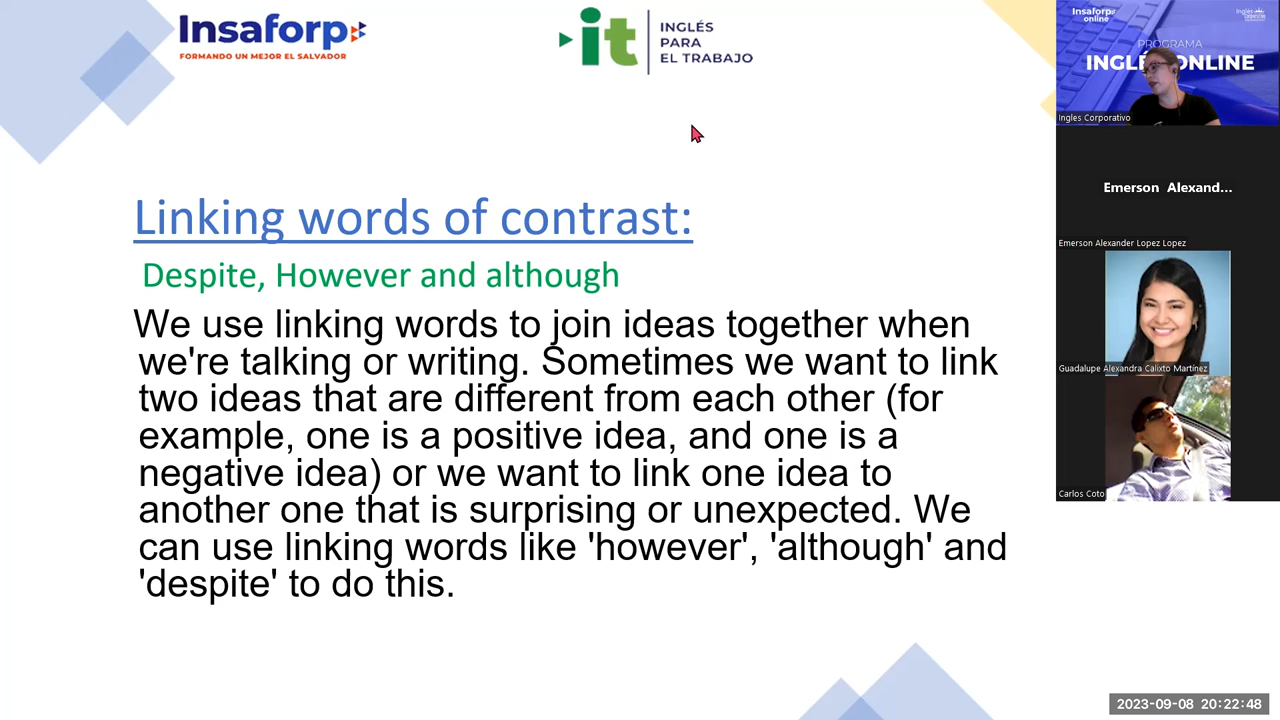 Insaforp
FORMANDO UN MEJOR EL SALVADOR
it
INGLÉS
PARA
EL TRABAJO
Linking words of contrast:
Despite, However and although
We use linking words to join ideas together when
we're talking or writing. Sometimes we want to link
two ideas that are different from each other (for
example, one is a positive idea, and one is a
negative idea) or we want to link one idea to
another one that is surprising or unexpected. We
can use linking words like 'however', 'although' and
'despite' to do this.
Insaforp
online
PROGRAMA
Ingles Corporativo
Emerson Alexand...
Emerson Alexander Lopez Lopez
Guadalupe Alexandra Calixto Martínez
Carlos Coto
2023-09-08 20:22:48